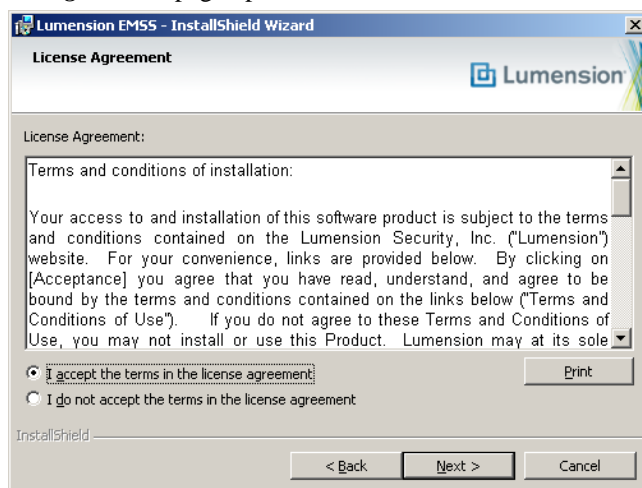 Lumension EMSS - InstallShield Wizard
License Agreement
Lumension
License Agreement:
Terms and conditions of installation:
Your access to and installation of this software product is subject to the terms
and conditions contained on the Lumension Security, Inc. ("Lumension")
website. For your convenience, links are provided below. By clicking on
[Acceptance] you agree that you have read, understand, and agree to be
bound by the terms and conditions contained on the links below ("Terms and
Conditions of Use"). If you do not agree to these Terms and Conditions of
Use, you may not install or use this Product. Lumension may at its sole
I accept the terms in the license agreement
Print
I do not accept the terms in the license agreement
InstallShield
< Back
Next >
Cancel